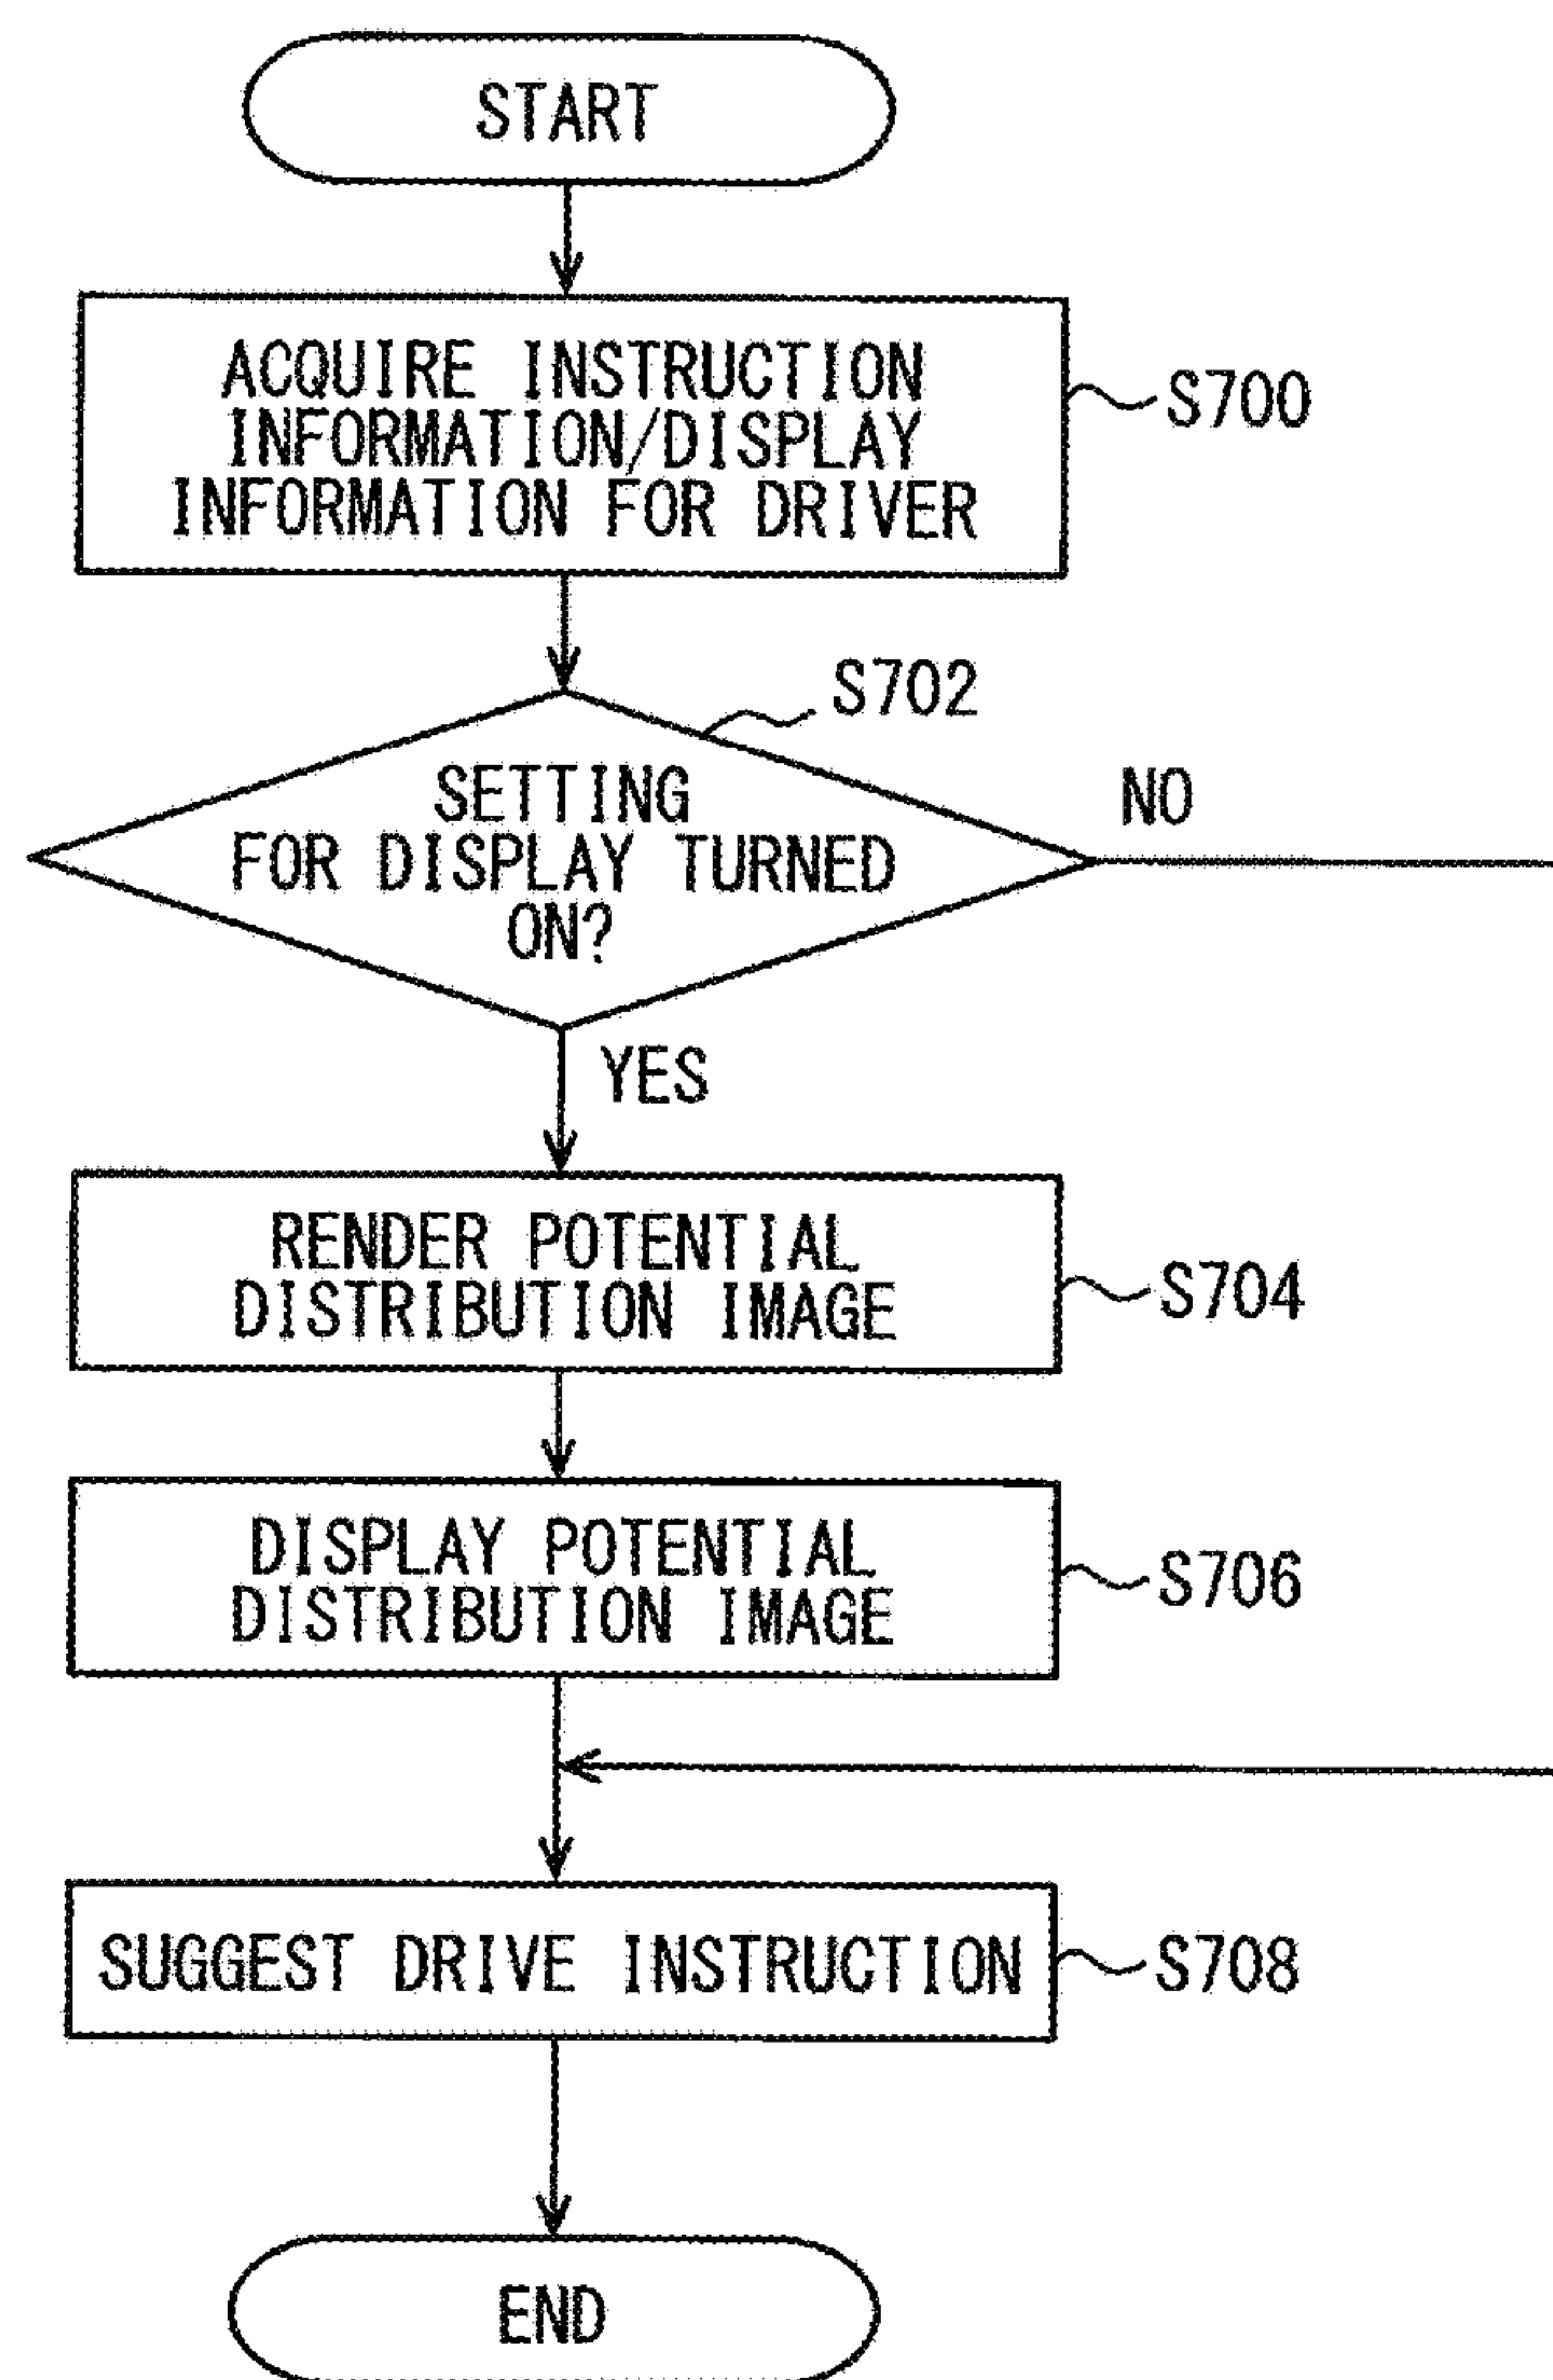 START
ACQUIRE INSTRUCTION
INFORMATION/DISPLAY
INFORMATION FOR DRIVER
S700
S702
SETTING
FOR DISPLAY TURNED
ON?
NO
YES
RENDER POTENTIAL
DISTRIBUTION IMAGE
S704
DISPLAY POTENTIAL
DISTRIBUTION IMAGE
S706
SUGGEST DRIVE INSTRUCTION
S708
END